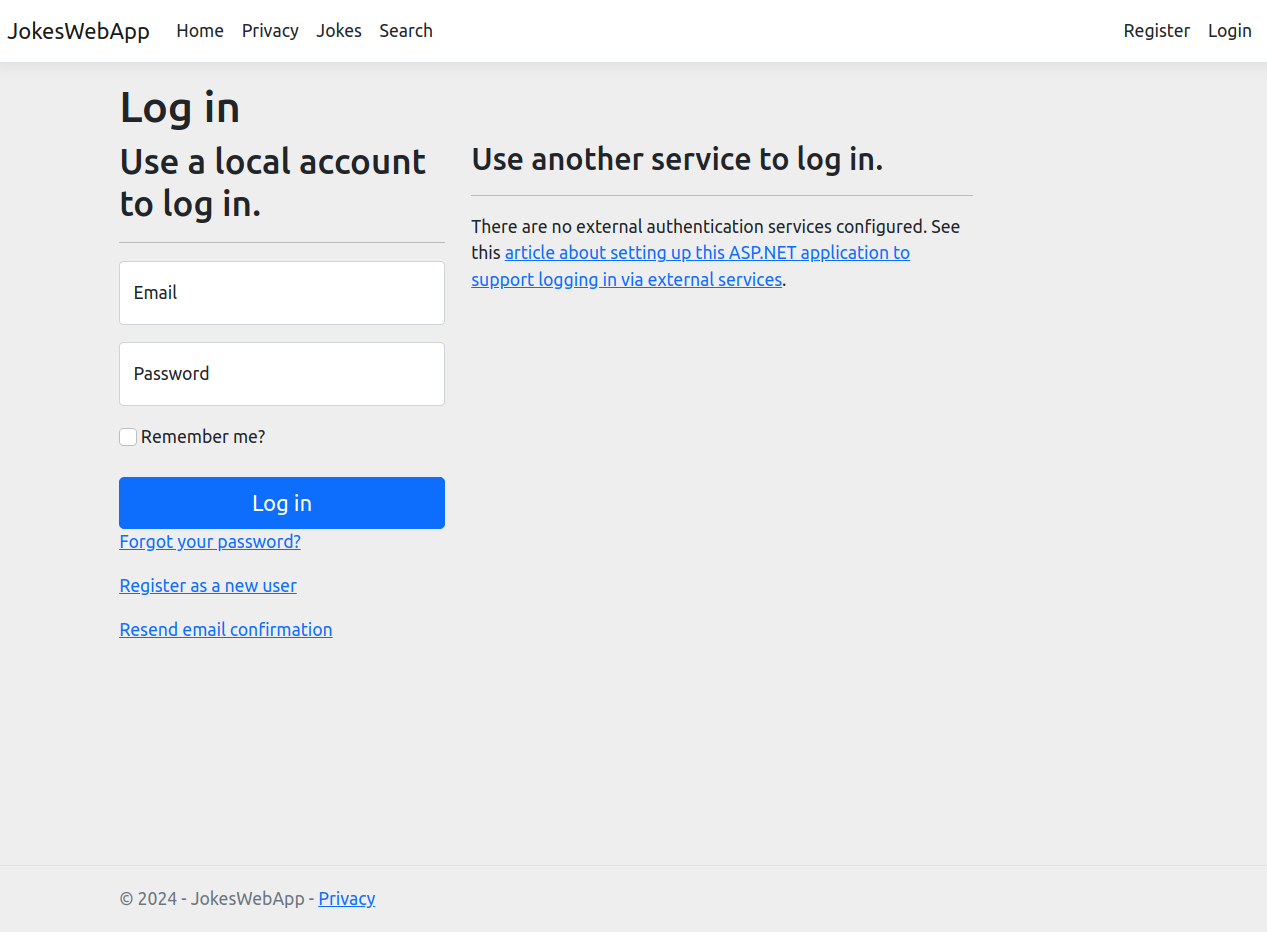 JokesWebApp Home Privacy Jokes Search Register Login
Log in
Use a local account
to log in.
Email
Password
Remember me?
Log in
Forgot your password?
Register as a new user
Resend email confirmation
Use another service to log in.
There are no external authentication services configured. See
this article about setting up this ASP.NET application to
support logging in via external services.
© 2024 - JokesWebApp - Privacy